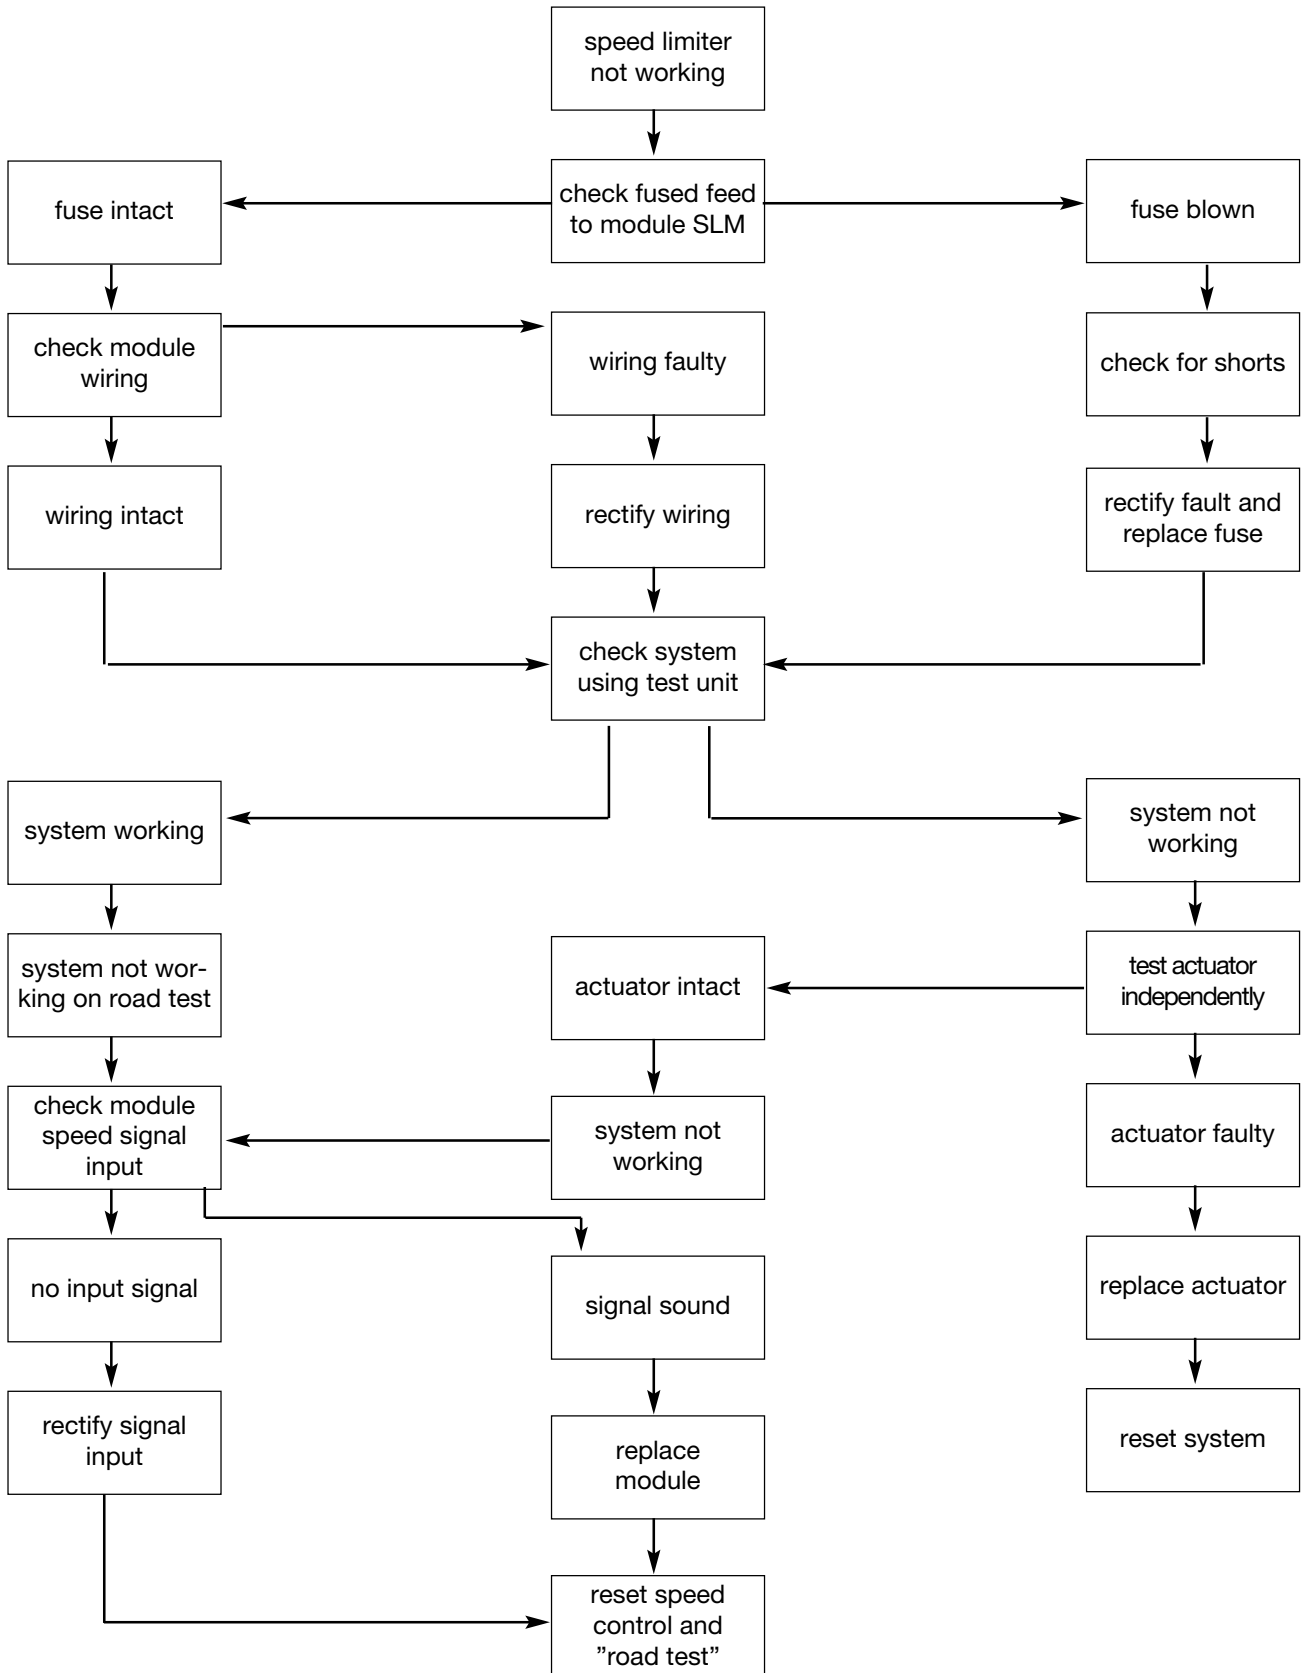 speed limiter
not working
fuse intact
check fused feed
to module SLM
fuse blown
check module
wiring
wiring faulty
check for shorts
wiring intact
rectify wiring
rectify fault and
replace fuse
check system
using test unit
system working
system not
working
system not wor-
king on road test
actuator intact
test actuator
independently
check module
speed signal
input
system not
working
actuator faulty
no input signal
signal sound
replace actuator
rectify signal
input
replace
module
reset system
reset speed
control and
”road test”